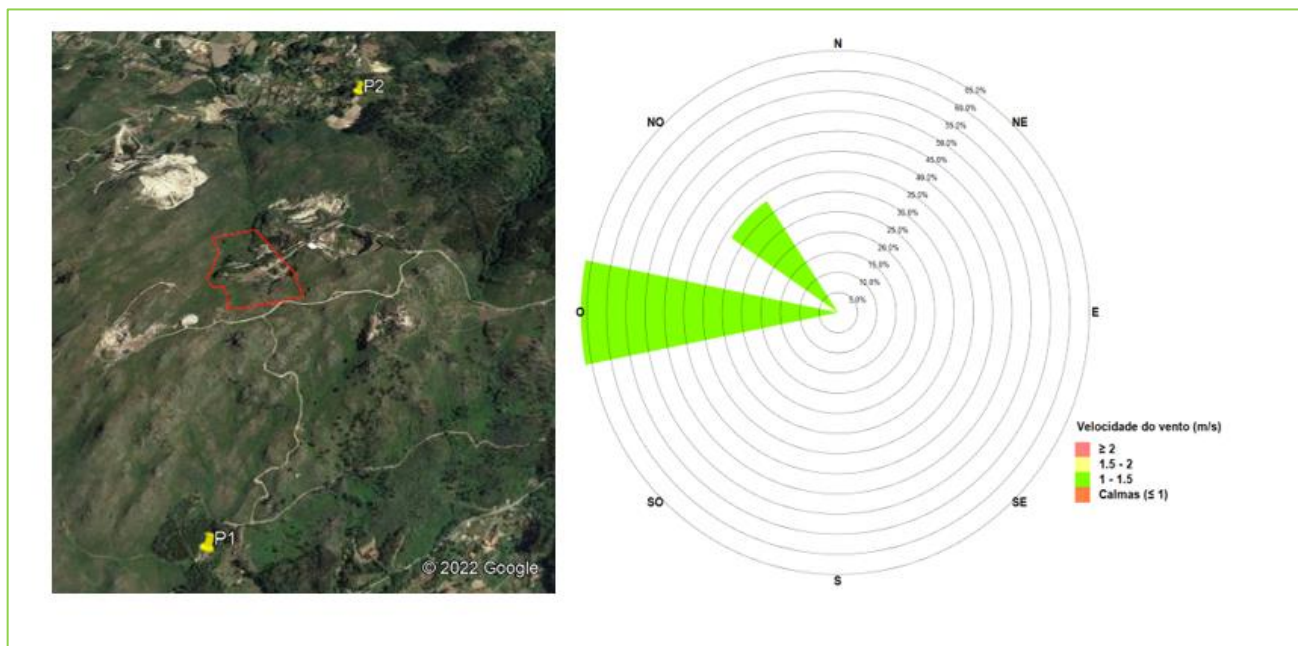 P2
P1
© 2022 Google
N
NE
E
SE
S
SO
O
NO
65.0%
60.0%
55.0%
50.0%
45.0%
40.0%
35.0%
30.0%
25.0%
20.0%
15.0%
10.0%
5.0%
Velocidade do vento (m/s)
≥ 2
1.5 - 2
1 - 1.5
Calmas (≤ 1)